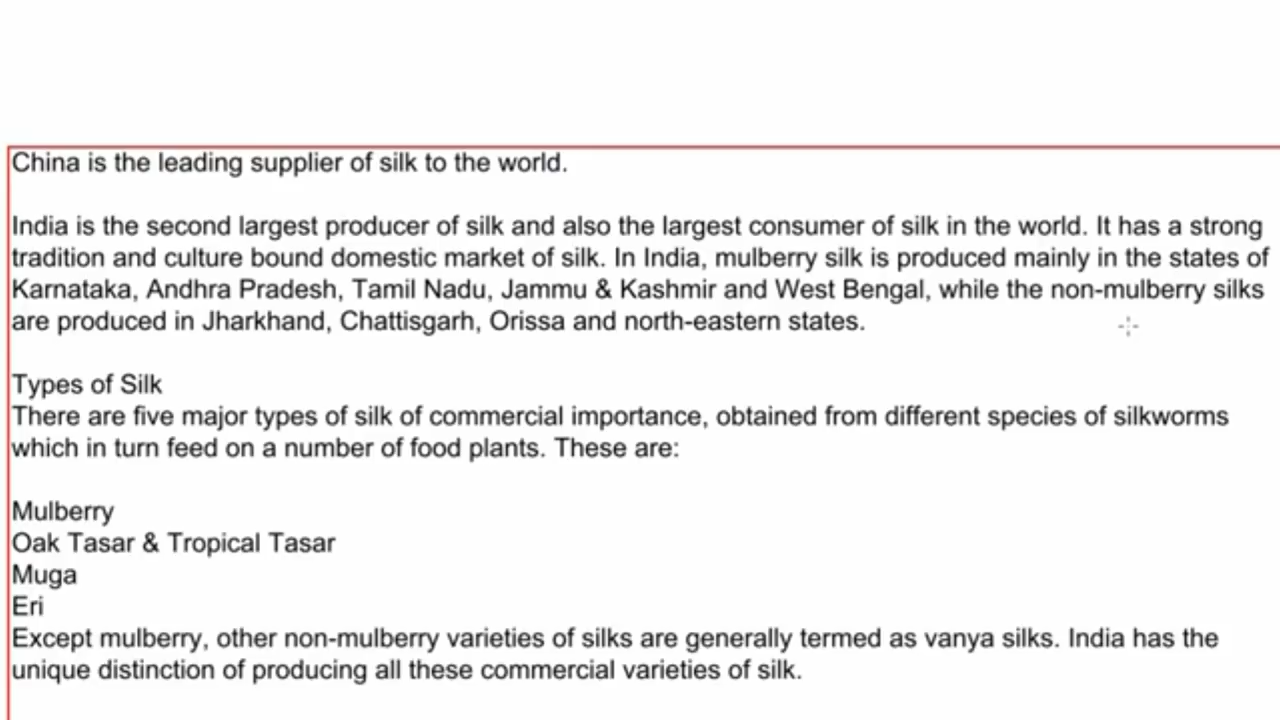 China is the leading supplier of silk to the world.
India is the second largest producer of silk and also the largest consumer of silk in the world. It has a strong
tradition and culture bound domestic market of silk. In India, mulberry silk is produced mainly in the states of
Karnataka, Andhra Pradesh, Tamil Nadu, Jammu & Kashmir and West Bengal, while the non-mulberry silks
are produced in Jharkhand, Chattisgarh, Orissa and north-eastern states.
Types of Silk
There are five major types of silk of commercial importance, obtained from different species of silkworms
which in turn feed on a number of food plants. These are:
Mulberry
Oak Tasar & Tropical Tasar
Muga
Eri
Except mulberry, other non-mulberry varieties of silks are generally termed as vanya silks. India has the
unique distinction of producing all these commercial varieties of silk.